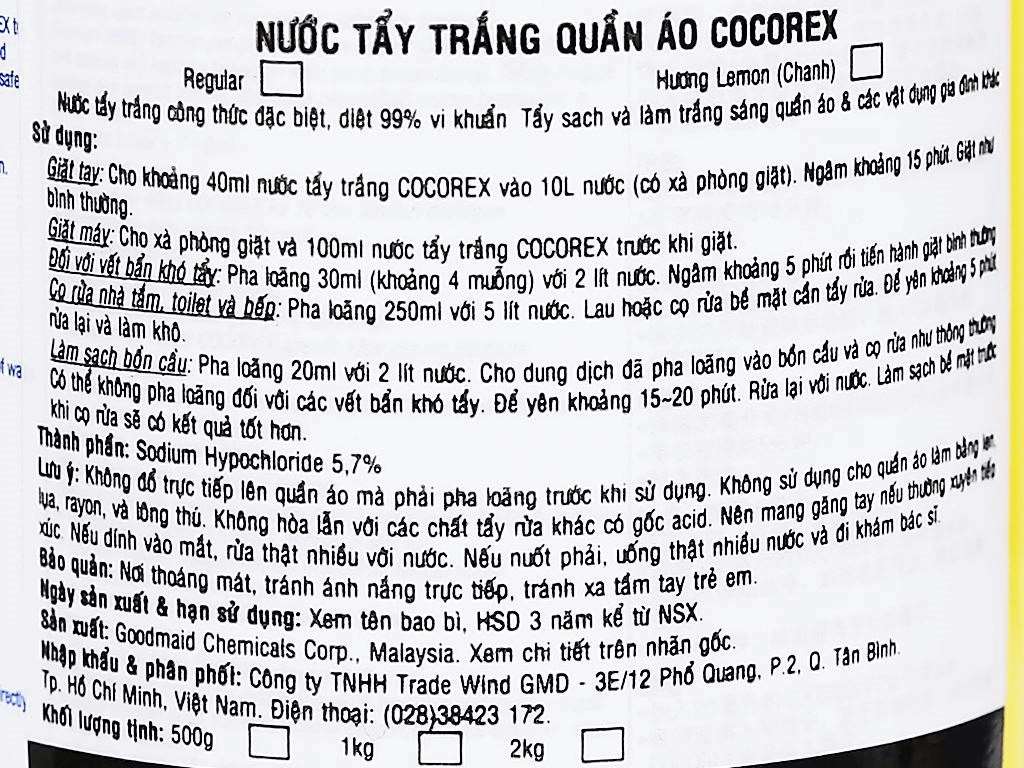 NƯỚC TẨY TRẮNG QUẦN ÁO COCOREX
Regular Hương Lemon (Chanh)
Nước tẩy trắng công thức đặc biệt, diệt 99% vi khuẩn Tẩy sạch và làm trắng sáng quần áo & các vật dụng gia đình khác
Sử dụng:
Giặt tay: Cho khoảng 40ml nước tẩy trắng COCOREX vào 10L nước (có xà phòng giặt). Ngâm khoảng 15 phút. Giặt như
bình thường.
Giặt máy: Cho xà phòng giặt và 100ml nước tẩy trắng COCOREX trước khi giặt.
Đối với vết bẩn khó tẩy: Pha loãng 30ml (khoảng 4 muỗng) với 2 lít nước. Ngâm khoảng 5 phút rồi tiến hành giặt bình thường
Cọ rửa nhà tắm, toilet và bếp: Pha loãng 250ml với 5 lít nước. Lau hoặc cọ rửa bề mặt cần tẩy rửa. Để yên khoảng 5 phút
rửa lại và làm khô.
Làm sạch bồn cầu: Pha loãng 20ml với 2 lít nước. Cho dung dịch đã pha loãng vào bồn cầu và cọ rửa như thông thường
Có thể không pha loãng đối với các vết bẩn khó tẩy. Để yên khoảng 15~20 phút. Rửa lại với nước. Làm sạch bề mặt trước
khi cọ rửa sẽ có kết quả tốt hơn.
Thành phần: Sodium Hypochloride 5,7%
Lưu ý: Không đổ trực tiếp lên quần áo mà phải pha loãng trước khi sử dụng. Không sử dụng cho quần áo làm bằng len,
lụa, rayon, và lông thú. Không hòa lẫn với các chất tẩy rửa khác có gốc acid. Nên mang găng tay nếu thường xuyên tiếp
xúc. Nếu dính vào mắt, rửa thật nhiều với nước. Nếu nuốt phải, uống thật nhiều nước và đi khám bác sĩ.
Bảo quản: Nơi thoáng mát, tránh ánh nắng trực tiếp, tránh xa tầm tay trẻ em.
Ngày sản xuất & hạn sử dụng: Xem tên bao bì, HSD 3 năm kể từ NSX.
Sản xuất: Goodmaid Chemicals Corp., Malaysia. Xem chi tiết trên nhãn gốc.
Nhập khẩu & phân phối: Công ty TNHH Trade Wind GMD - 3E/12 Phổ Quang, P.2, Q. Tân Bình.
Tp. Hồ Chí Minh, Việt Nam. Điện thoại: (028)38423 172.
Khối lượng tịnh: 500g 1kg 2kg